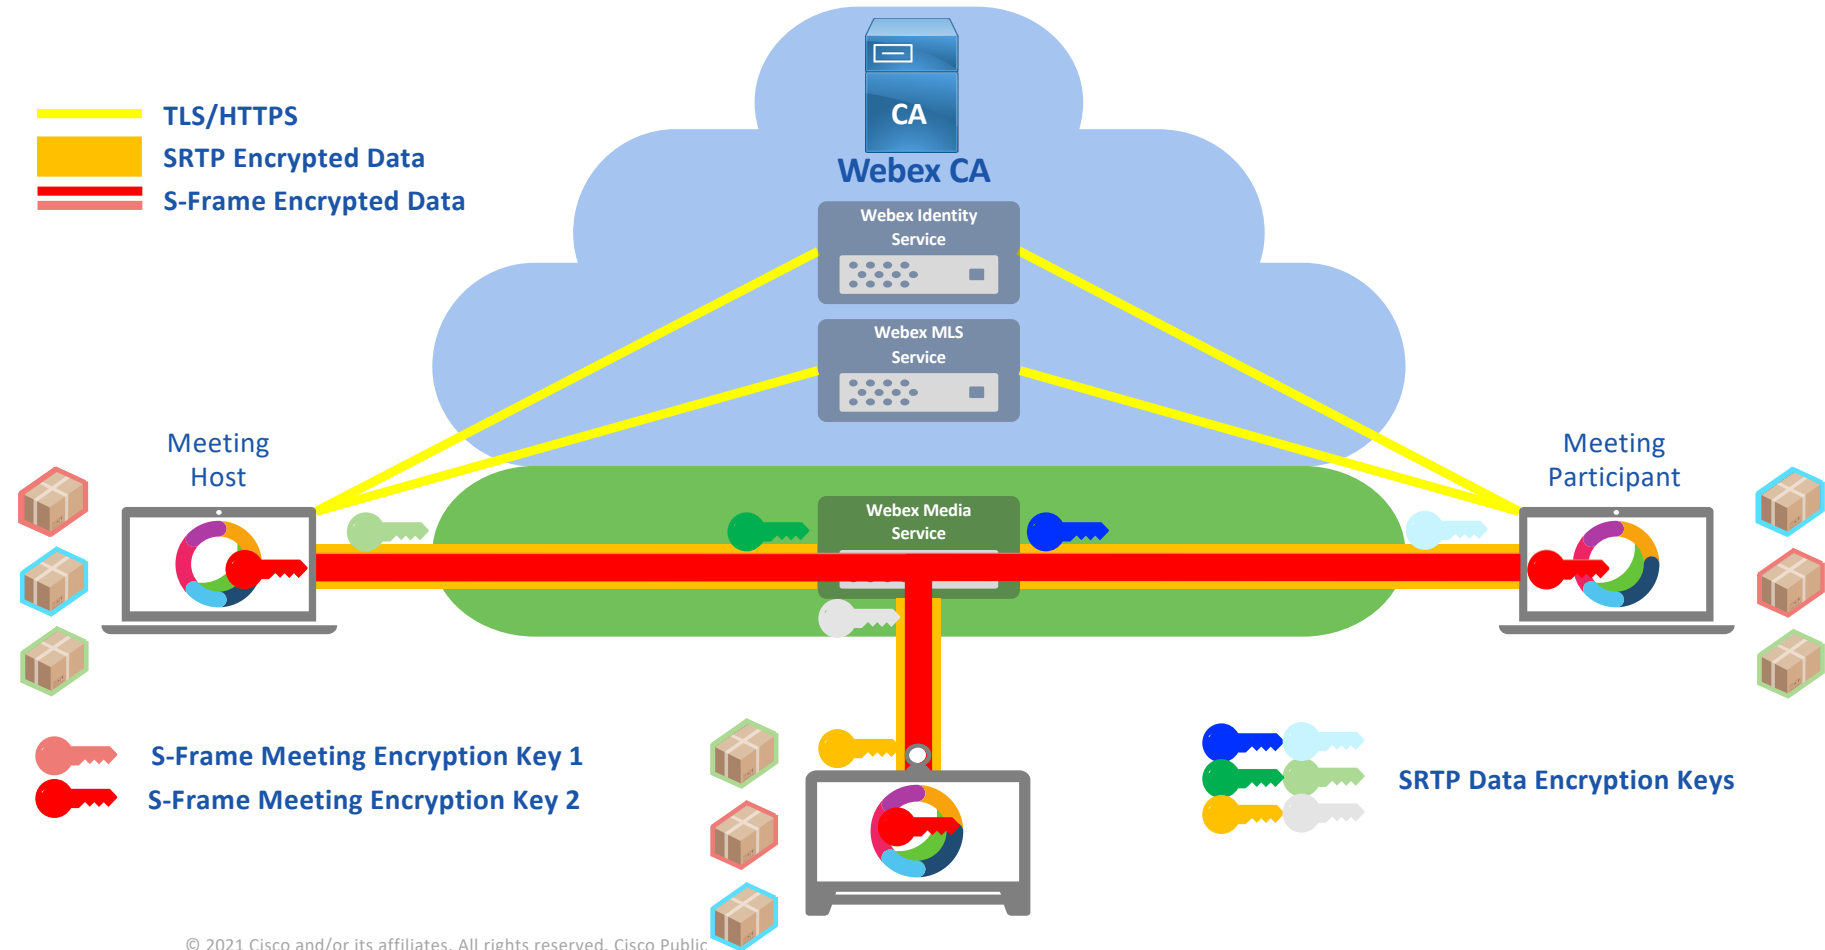 CA
Webex CA
TLS/HTTPS
SRTP Encrypted Data
S-Frame Encrypted Data
Webex Identity
Service
Webex MLS
Service
Meeting
Host
Meeting
Participant
Webex Media
Service
S-Frame Meeting Encryption Key 1
S-Frame Meeting Encryption Key 2
SRTP Data Encryption Keys
© 2021 Cisco and/or its affiliates. All rights reserved. Cisco Public